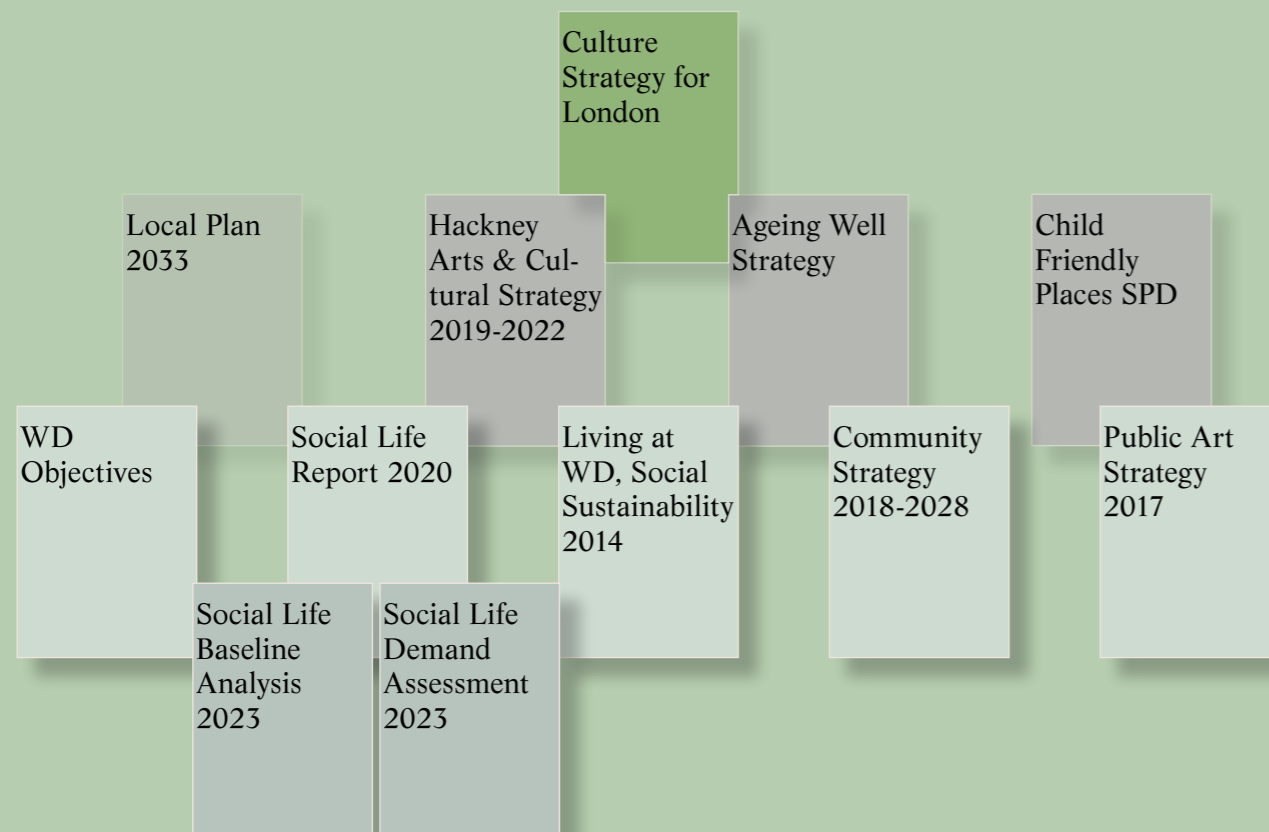 Culture
Strategy for
London
Local Plan
2033
Hackney
Arts & Cul-
tural Strategy
2019-2022
Ageing Well
Strategy
Child
Friendly
Places SPD
WD
Objectives
Social Life
Report 2020
Living at
WD, Social
Sustainability
2014
Community
Strategy
2018-2028
Public Art
Strategy
2017
Social Life
Baseline
Analysis
2023
Social Life
Demand
Assessment
2023